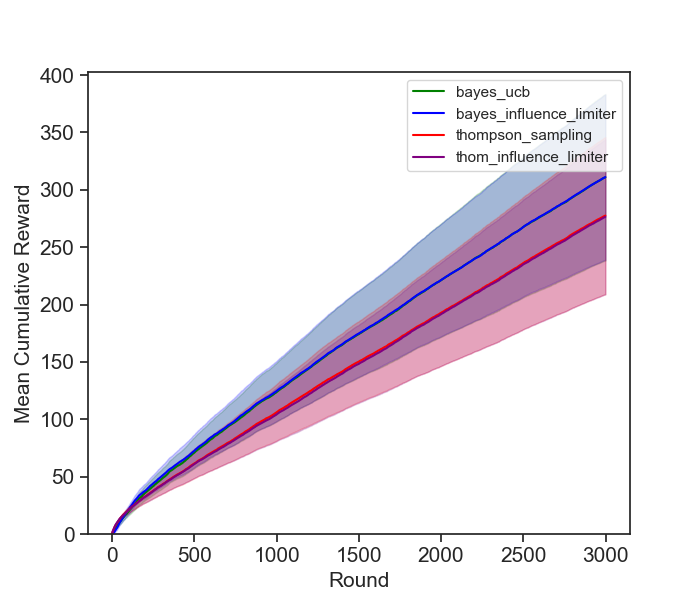 400
350
300
250
200
150
100
50
0
Mean Cumulative Reward
bayes_ucb
bayes_influence_limiter
thompson_sampling
thom_influence_limiter
0 500 1000 1500 2000 2500 3000
Round